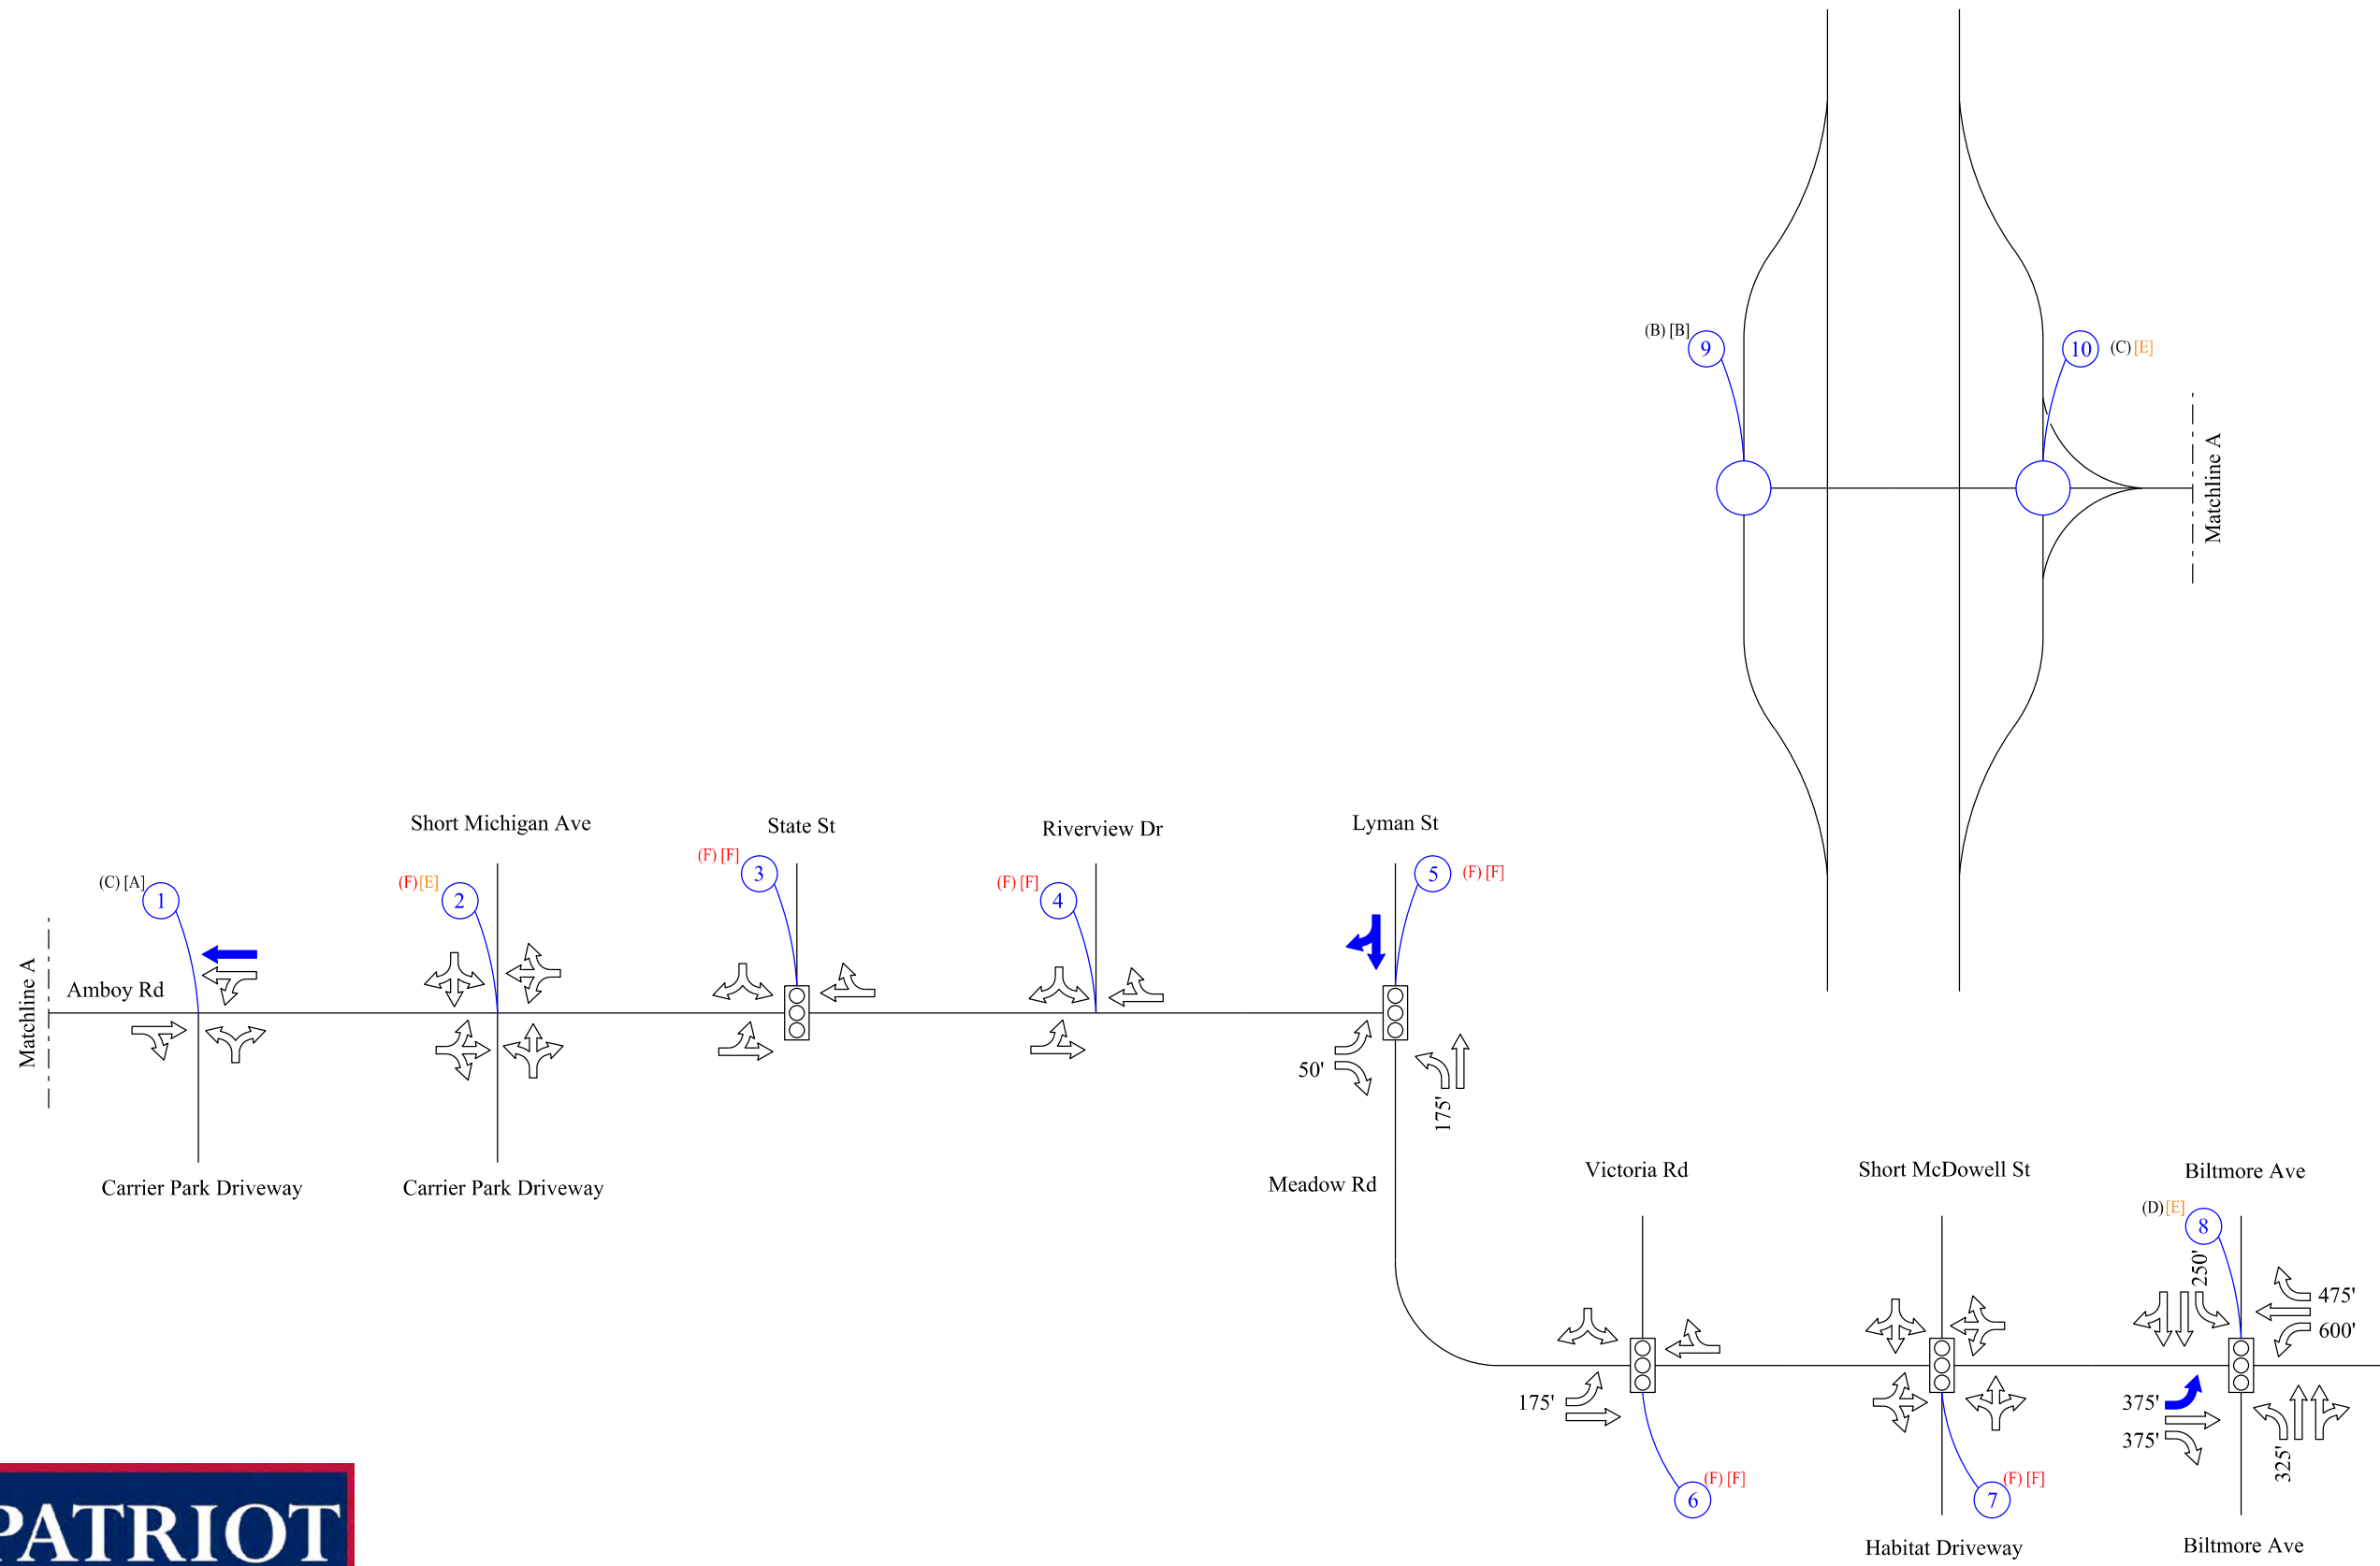 (B) [B]
9
10
(C) [E]
Matchline A
Short Michigan Ave
State St
Riverview Dr
Lyman St
(C) [A]
1
(F) [E]
2
(F) [F]
3
(F) [F]
4
5
(F) [F]
Matchline A
Amboy Rd
50'
175'
Carrier Park Driveway
Carrier Park Driveway
Meadow Rd
Victoria Rd
Short McDowell St
Biltmore Ave
(D) [E]
8
250'
475'
600'
175'
375'
375'
325'
(F) [F]
6
(F) [F]
7
Habitat Driveway
Biltmore Ave
PATRIOT